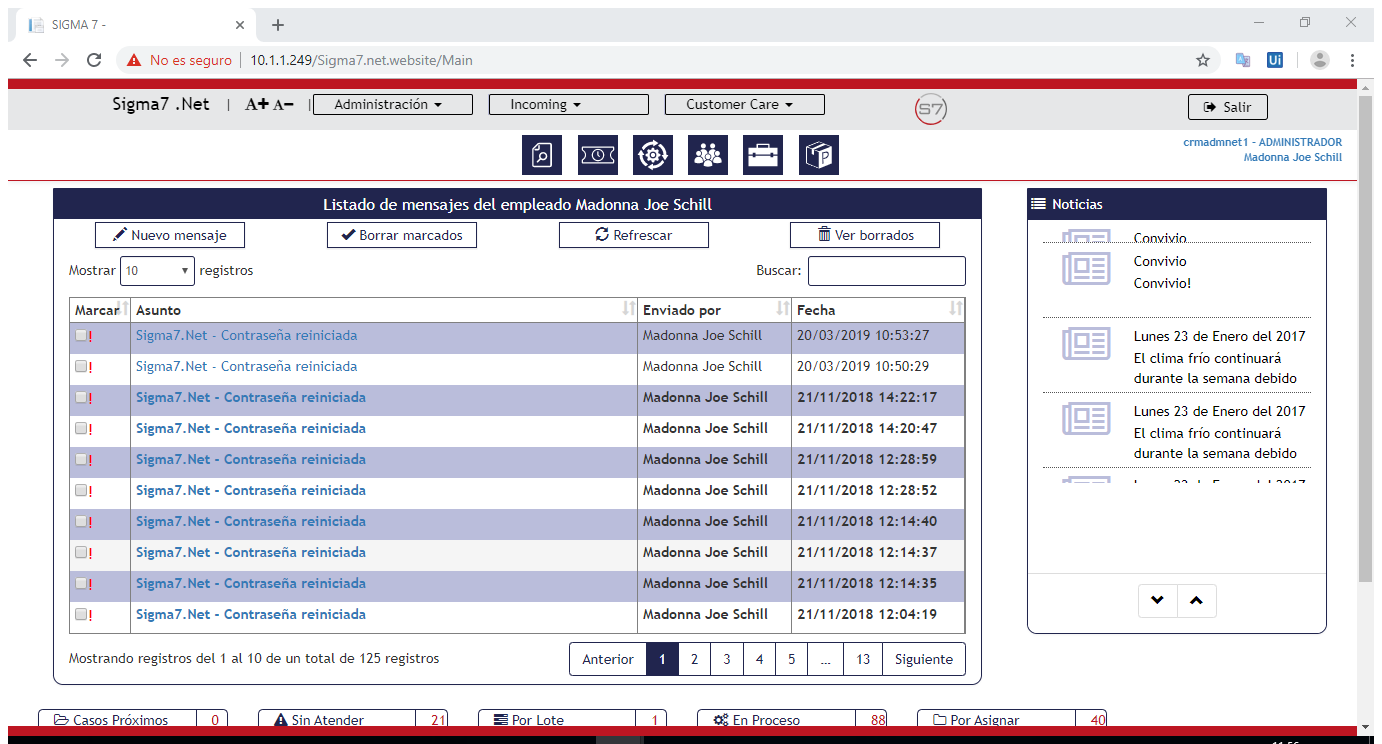 SIGMA 7 -
No es seguro | 10.1.1.249/Sigma7.net.website/Main
Sigma7 .Net | A+ A- | Administración Incoming Customer Care S7 Salir
crmadmnet1 - ADMINISTRADOR
Madonna Joe Schill
Listado de mensajes del empleado Madonna Joe Schill
Nuevo mensaje Borrar marcados Refrescar Ver borrados
Mostrar 10 registros Buscar:
Marcar Asunto Enviado por Fecha
! Sigma7.Net - Contraseña reiniciada Madonna Joe Schill 20/03/2019 10:53:27
! Sigma7.Net - Contraseña reiniciada Madonna Joe Schill 20/03/2019 10:50:29
! Sigma7.Net - Contraseña reiniciada Madonna Joe Schill 21/11/2018 14:22:17
! Sigma7.Net - Contraseña reiniciada Madonna Joe Schill 21/11/2018 14:20:47
! Sigma7.Net - Contraseña reiniciada Madonna Joe Schill 21/11/2018 12:28:59
! Sigma7.Net - Contraseña reiniciada Madonna Joe Schill 21/11/2018 12:28:52
! Sigma7.Net - Contraseña reiniciada Madonna Joe Schill 21/11/2018 12:14:40
! Sigma7.Net - Contraseña reiniciada Madonna Joe Schill 21/11/2018 12:14:37
! Sigma7.Net - Contraseña reiniciada Madonna Joe Schill 21/11/2018 12:14:35
! Sigma7.Net - Contraseña reiniciada Madonna Joe Schill 21/11/2018 12:04:19
Mostrando registros del 1 al 10 de un total de 125 registros
Anterior 1 2 3 4 5 ... 13 Siguiente
Noticias
Convivio
Convivio
Convivio!
Lunes 23 de Enero del 2017
El clima frío continuará
durante la semana debido
Lunes 23 de Enero del 2017
El clima frío continuará
durante la semana debido
Casos Próximos 0 Sin Atender 21 Por Lote 1 En Proceso 88 Por Asignar 40